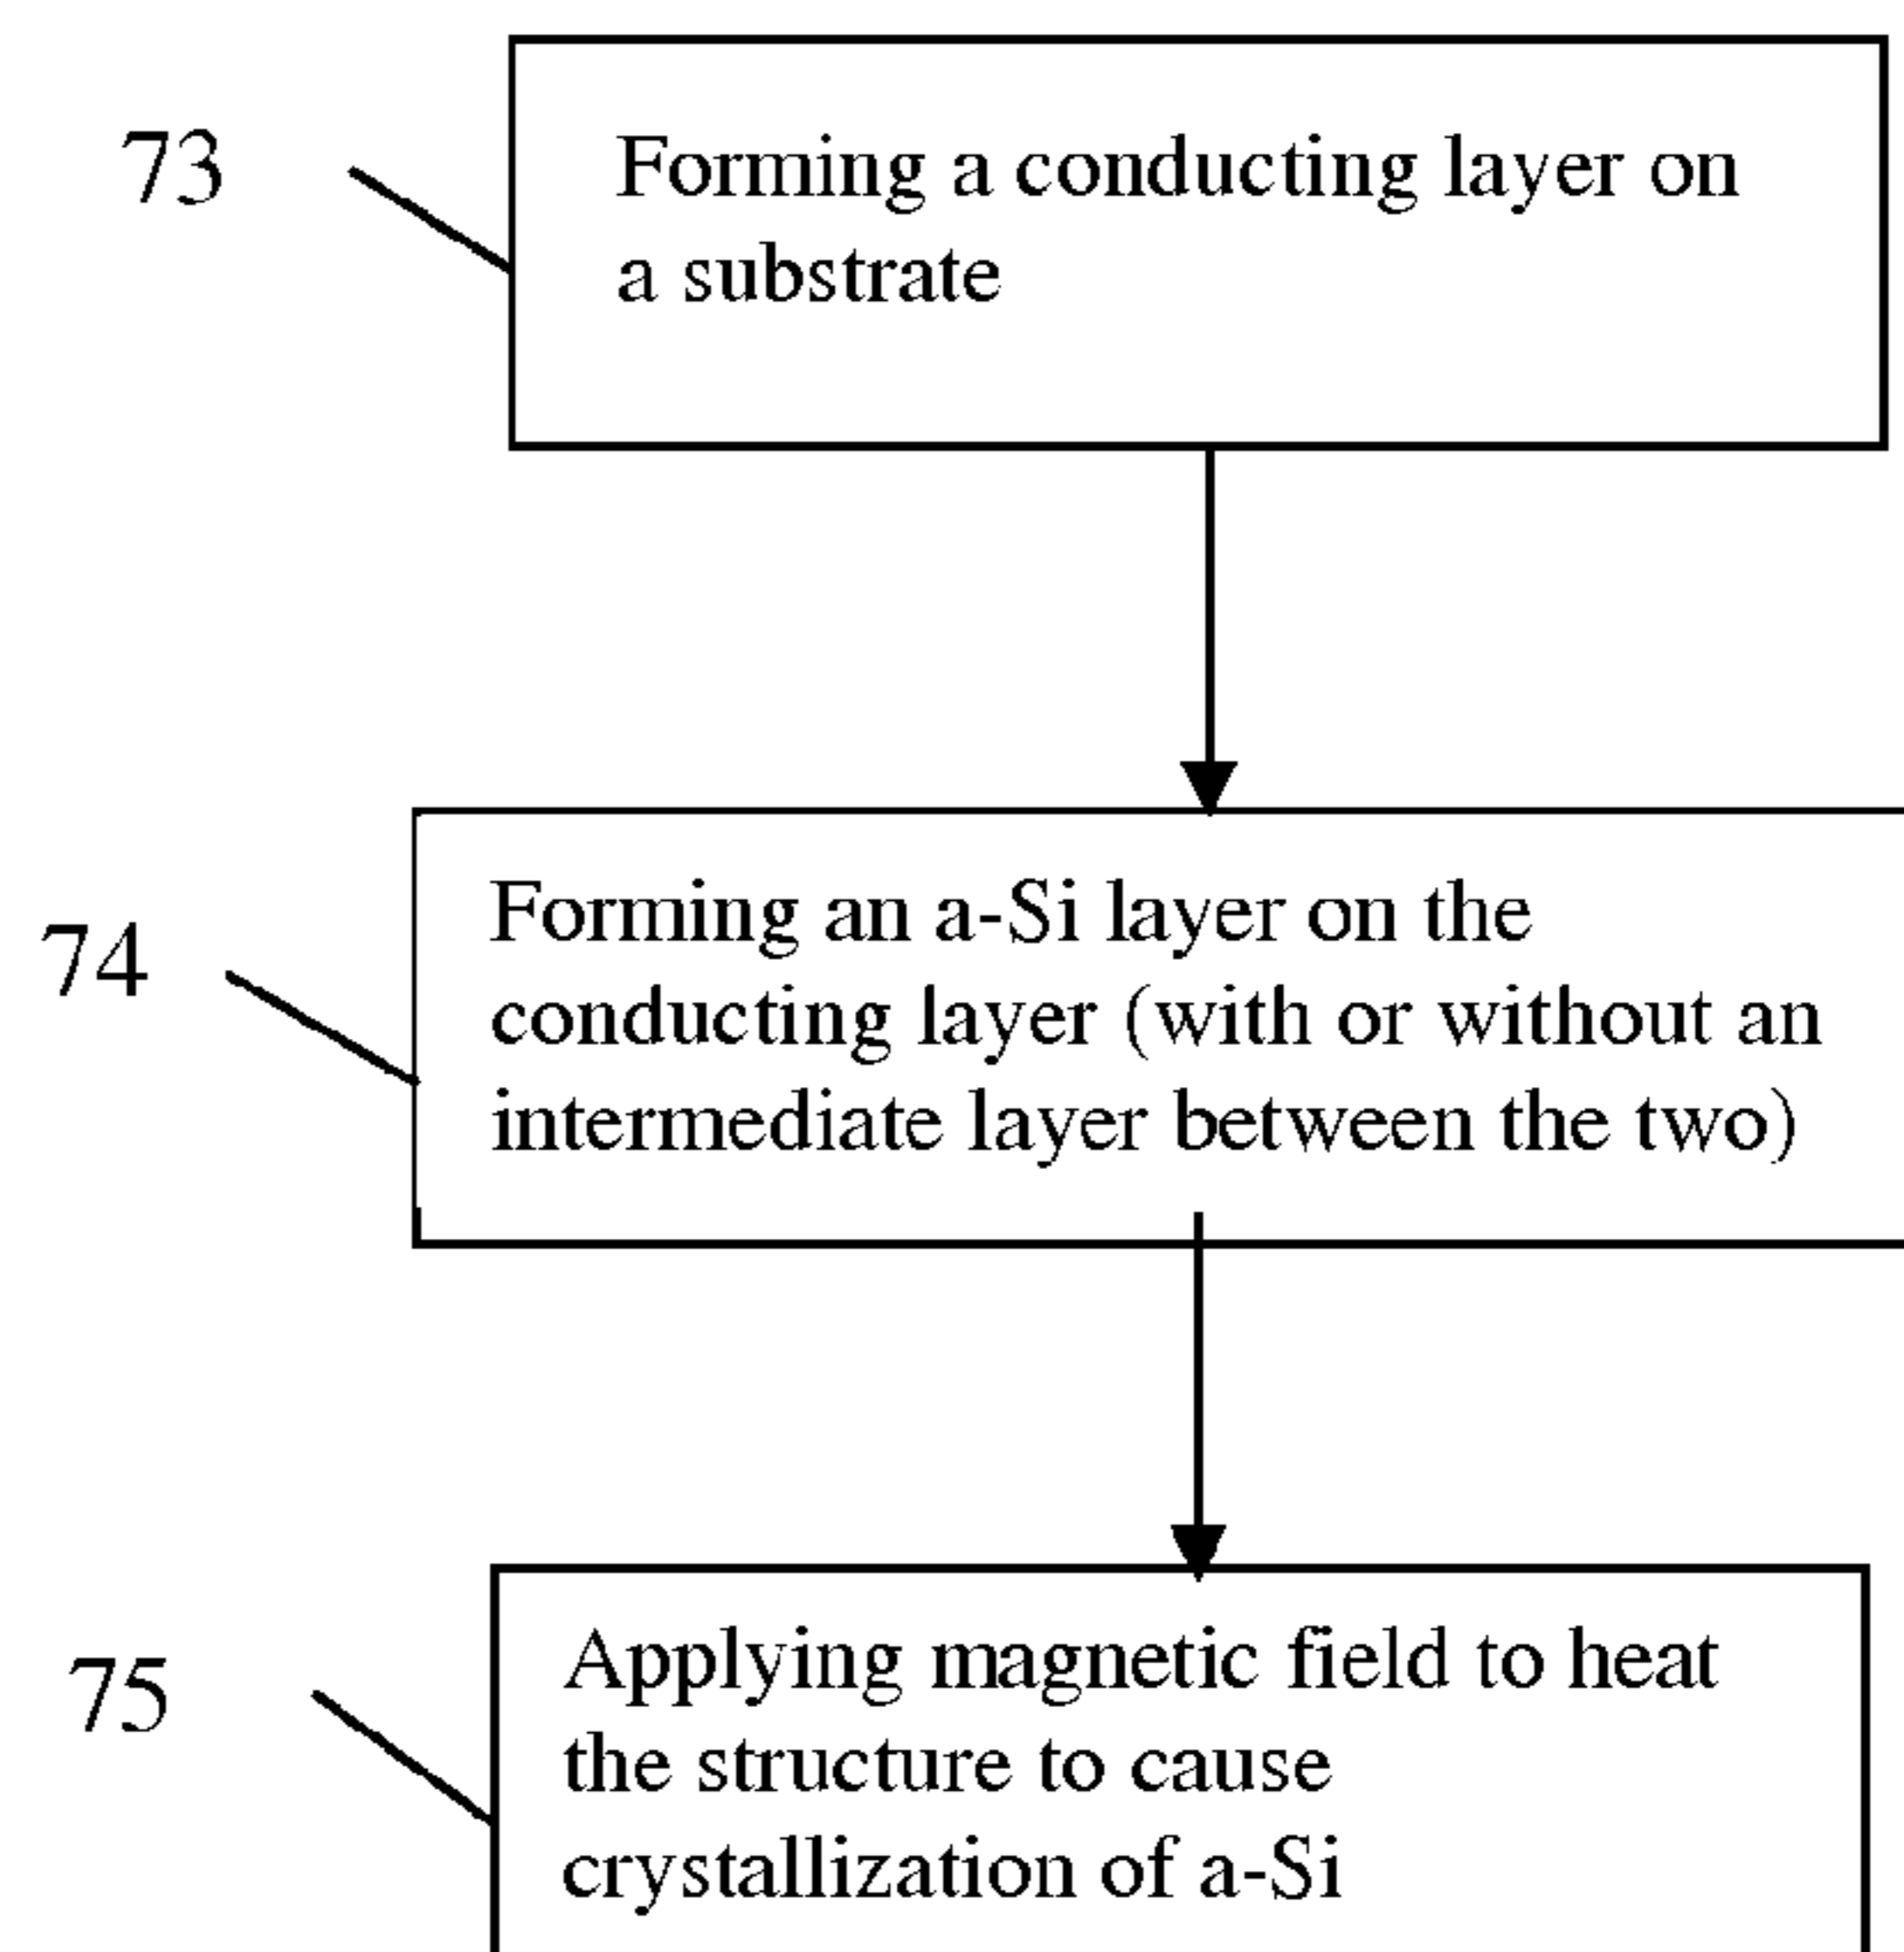 73
Forming a conducting layer on
a substrate
74
Forming an a-Si layer on the
conducting layer (with or without an
intermediate layer between the two)
75
Applying magnetic field to heat
the structure to cause
crystallization of a-Si